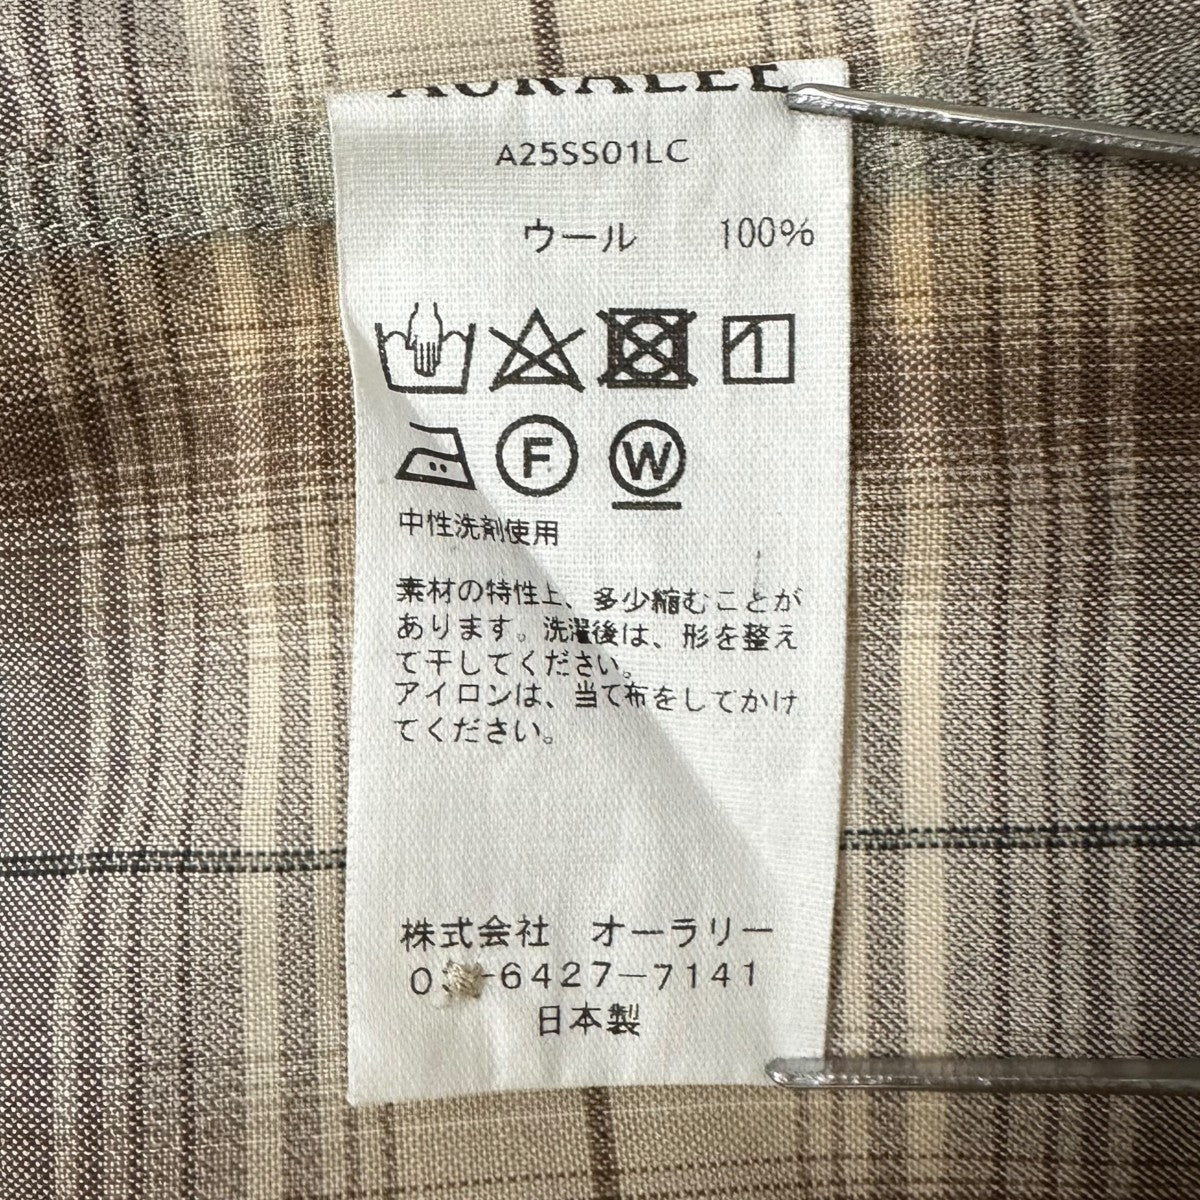 AURALEE
A25SS01LC
ウール 100%
F W
中性洗剤使用
素材の特性上、多少縮むことが
あります。洗濯後は、形を整え
て干してください。
アイロンは、当て布をしてかけ
てください。
株式会社 オーラリー
03-6427-7141
日本製